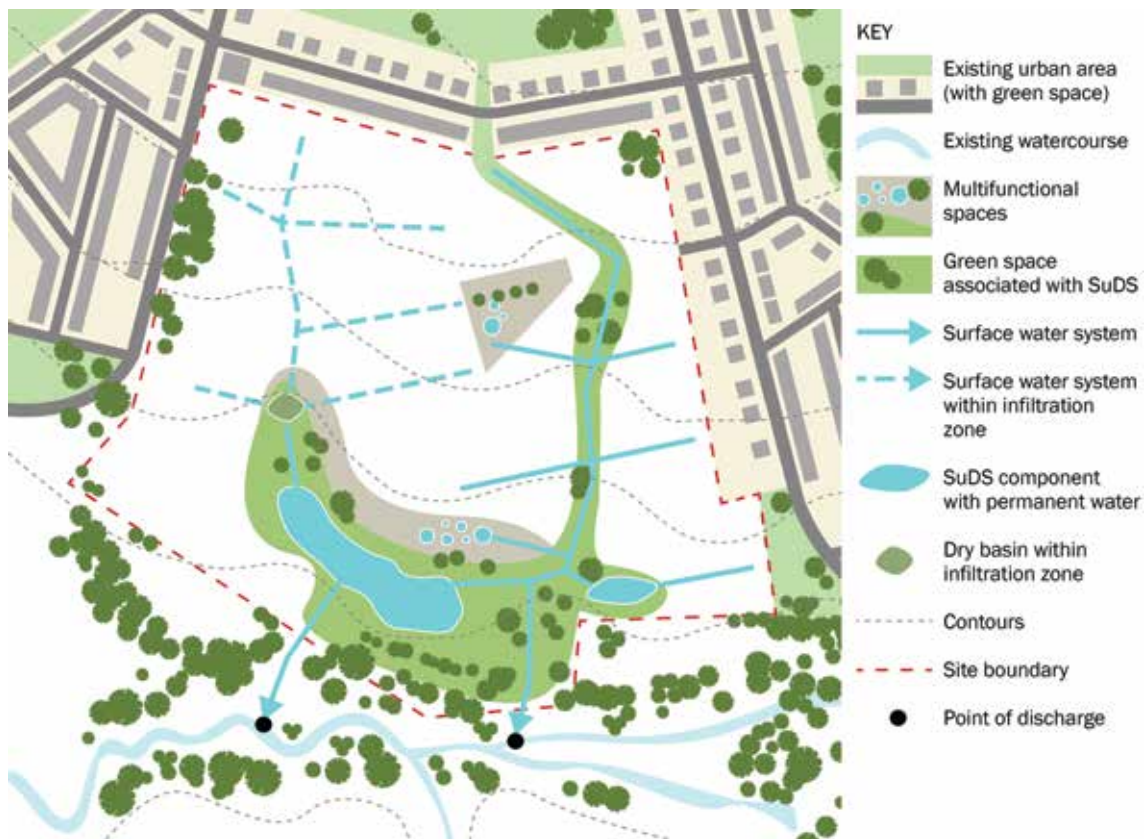 KEY
Existing urban area
(with green space)
Existing watercourse
Multifunctional
spaces
Green space
associated with SuDS
Surface water system
Surface water system
within infiltration
zone
SuDS component
with permanent water
Dry basin within
infiltration zone
Contours
Site boundary
Point of discharge